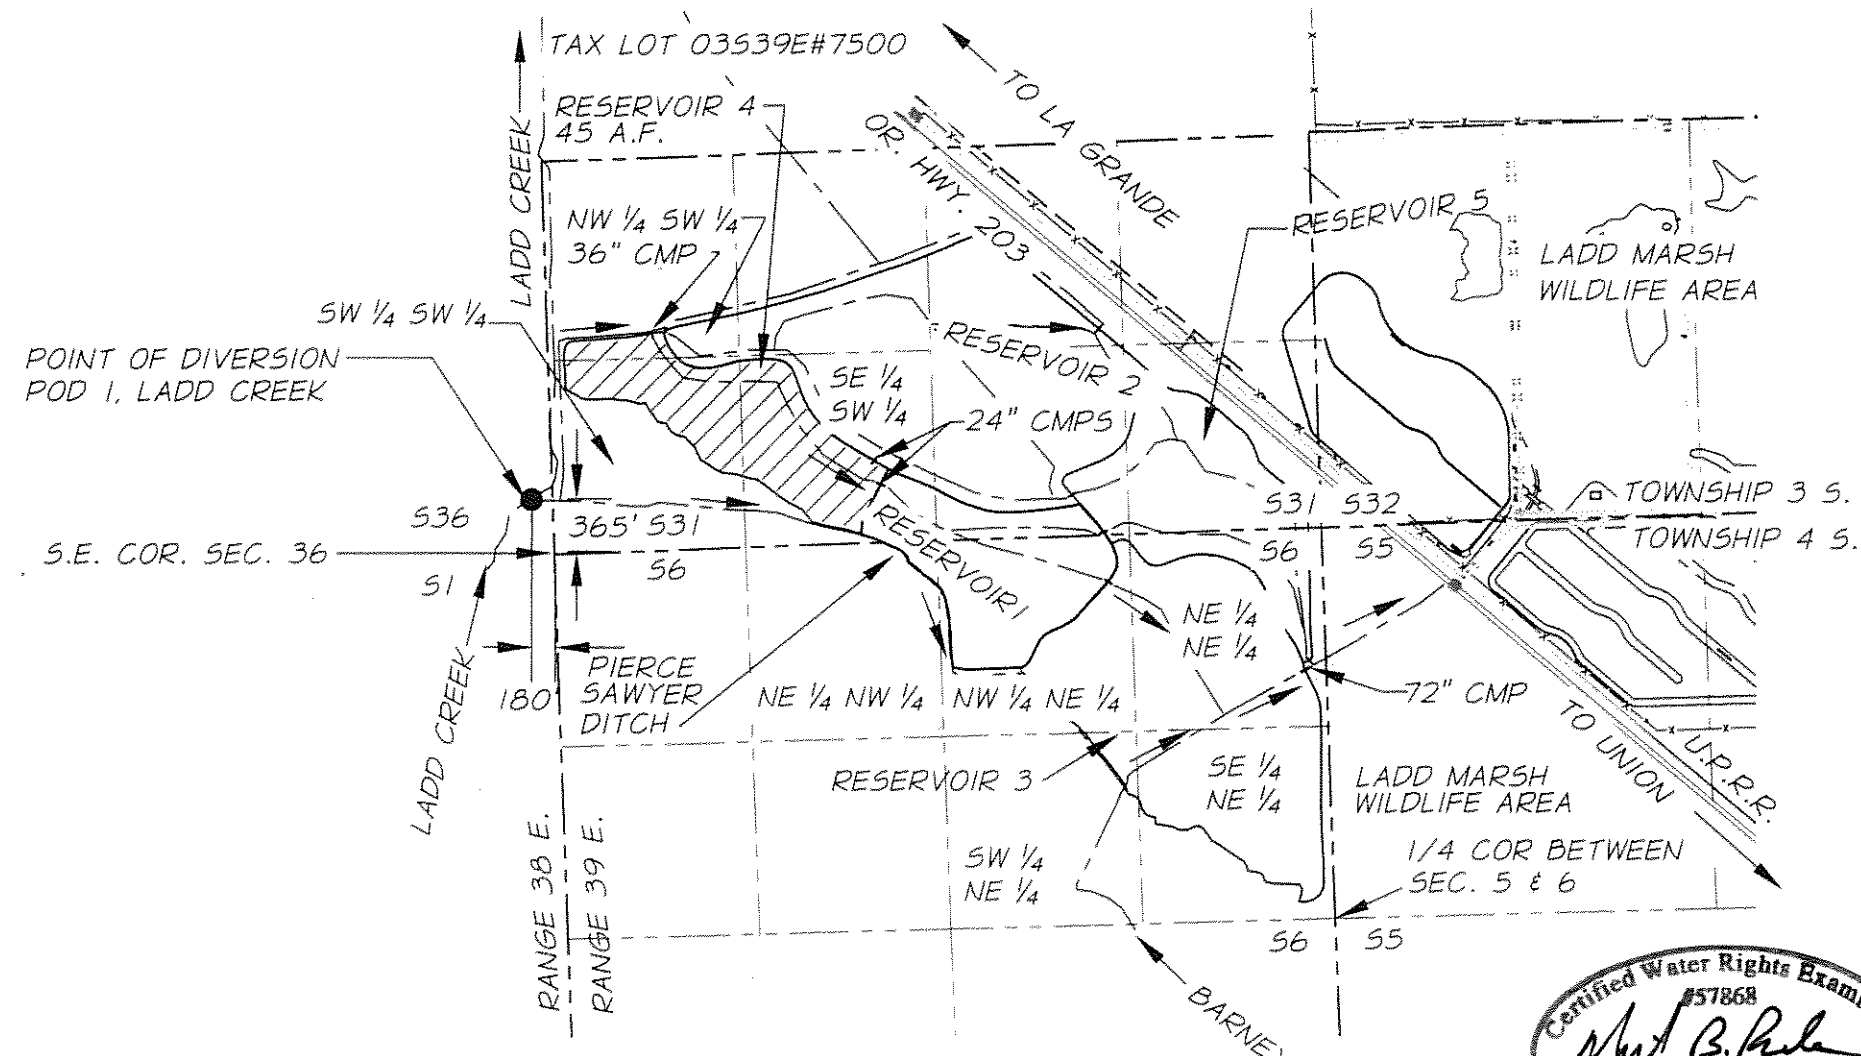 TAX LOT 03S39E#7500
TO LA GRANDE
RESERVOIR 4
45 A.F.
OR. HWY. 203
LADD CREEK
NW ¼ SW ¼
36" CMP
RESERVOIR 5
LADD MARSH
WILDLIFE AREA
SW ¼ SW ¼
POINT OF DIVERSION
POD 1, LADD CREEK
RESERVOIR 2
SE ¼
SW ¼
24" CMPS
S36
365' S31
RESERVOIR 1
S31 S32
TOWNSHIP 3 S.
TOWNSHIP 4 S.
S.E. COR. SEC. 36
S1
S6
S6 S5
NE ¼
NE ¼
PIERCE
SAWYER
DITCH
180'
LADD CREEK
NE ¼ NW ¼
NW ¼ NE ¼
72" CMP
TO UNION
U.P.R.R.
RESERVOIR 3
SE ¼
NE ¼
LADD MARSH
WILDLIFE AREA
SW ¼
NE ¼
1/4 COR BETWEEN
SEC. 5 & 6
RANGE 38 E.
RANGE 39 E.
S6 S5
BARNEY
Certified Water Rights Exam
#57868